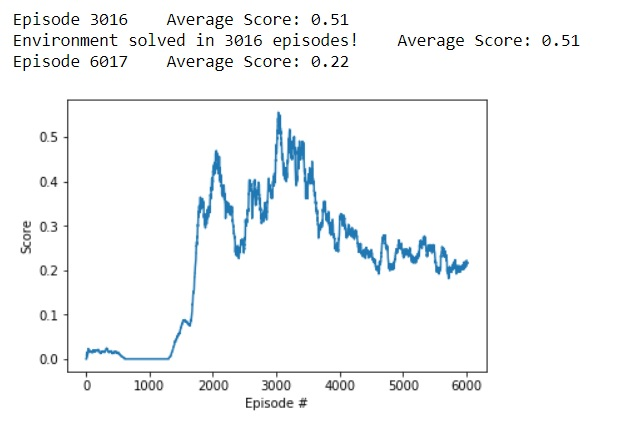 Episode 3016    Average Score: 0.51
Environment solved in 3016 episodes!    Average Score: 0.51
Episode 6017    Average Score: 0.22
0.5
0.4
0.3
0.2
0.1
0.0
Score
0 1000 2000 3000 4000 5000 6000
Episode #